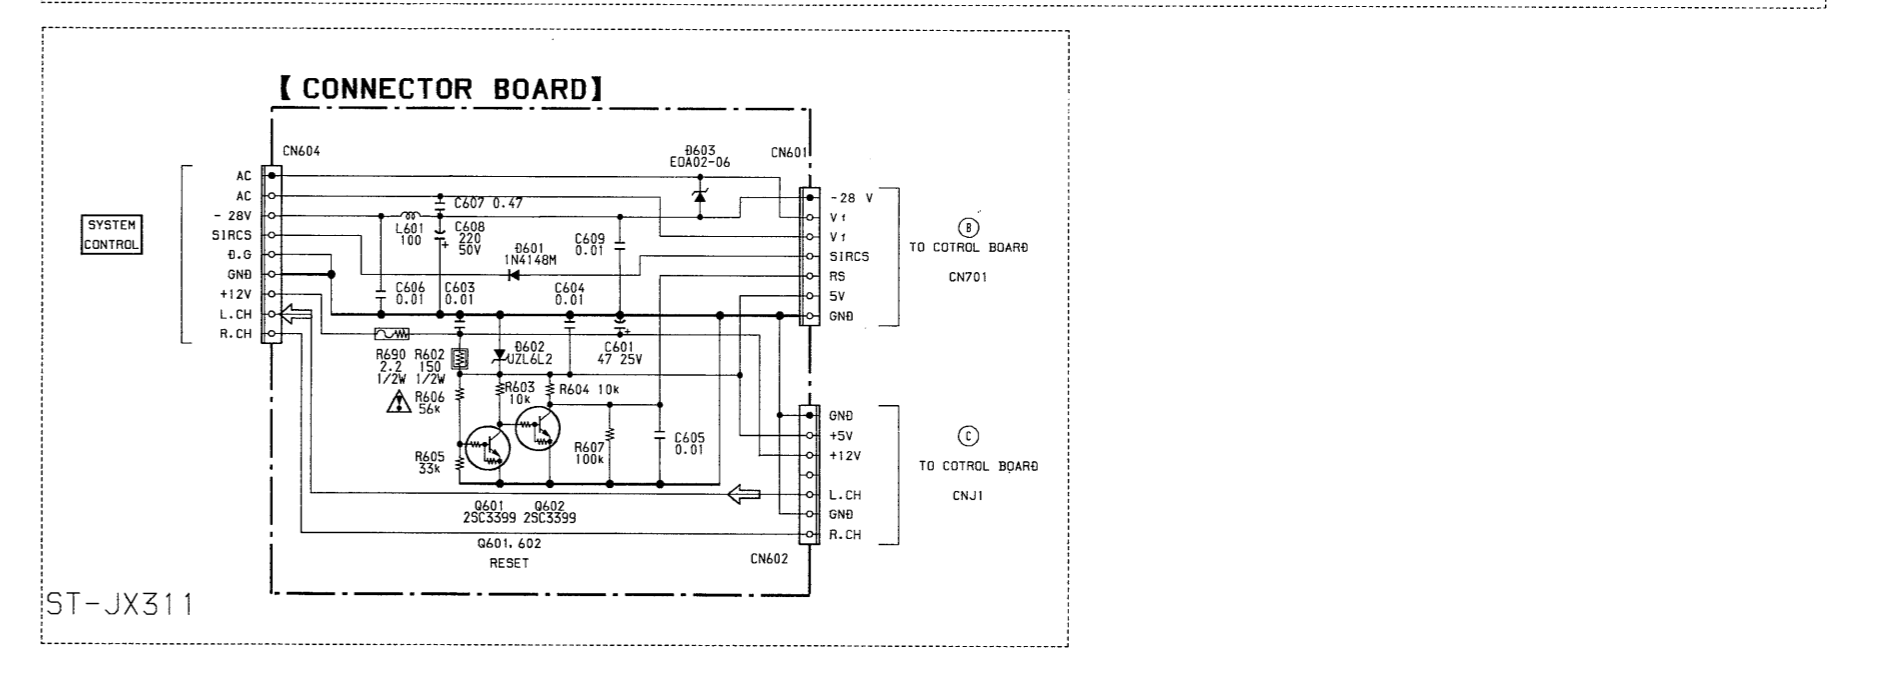 【 CONNECTOR BOARD】
CN604
D603
EOA02-06
CN601
SYSTEM
CONTROL
AC
AC
- 28V
SIRCS
D.G
GND
+12V
L.CH
R.CH
C607 0.47
L601
100
C608
220
50V
+
D601
1N4148M
C609
0.01
C606
0.01
C603
0.01
C604
0.01
-28 V
Vf
Vf
SIRCS
RS
5V
GND
B
TO COTROL BOARD
CN701
R690
2.2
1/2W
R602
150
1/2W
D602
UZL6L2
C601
47 25V
+
R606
56k
R603
10k
R604 10k
R605
33k
R607
100k
C605
0.01
GND
+5V
+12V
L.CH
GND
R.CH
C
TO COTROL BOARD
CNJ1
Q601 Q602
2SC3399 2SC3399
Q601.602
RESET
CN602
ST-JX311